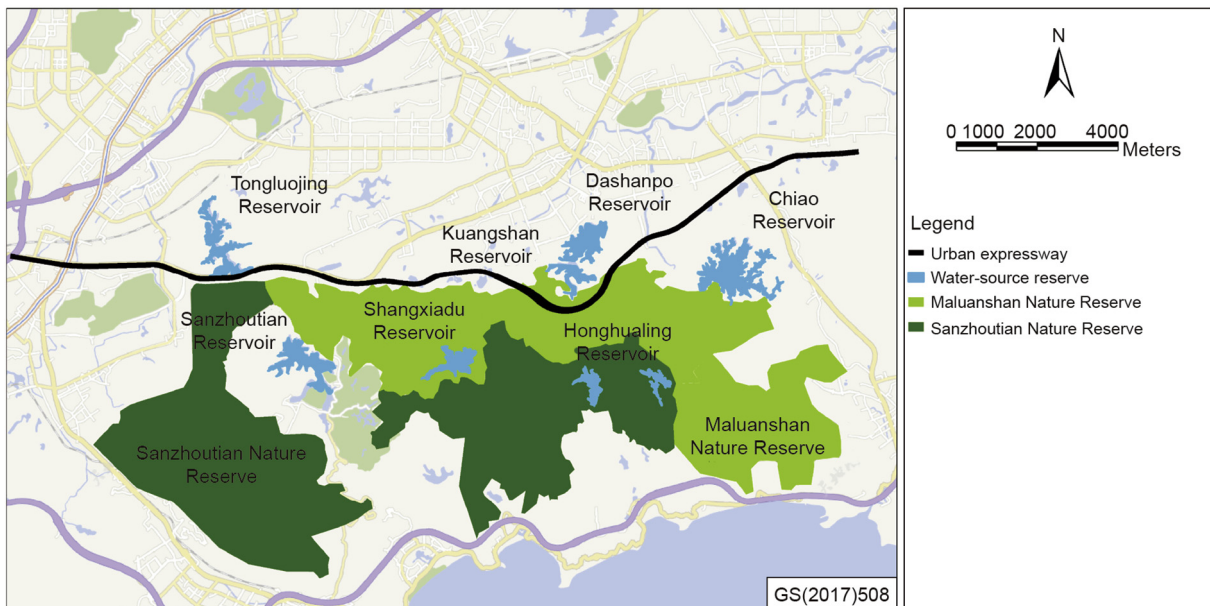 Tongluojing
Reservoir
Kuangshan
Reservoir
Dashanpo
Reservoir
Chiao
Reservoir
Sanzhoutian
Reservoir
Shangxiadu
Reservoir
Honghualing
Reservoir
Sanzhoutian Nature
Reserve
Maluanshan
Nature Reserve
GS(2017)508
N
0 1000 2000 4000
Meters
Legend
Urban expressway
Water-source reserve
Maluanshan Nature Reserve
Sanzhoutian Nature Reserve